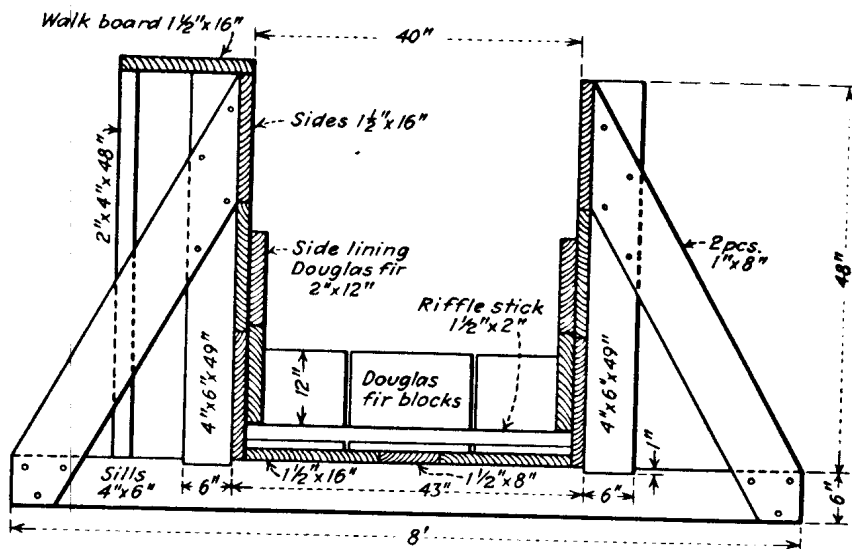 Walk board 1½"x16"
40"
Sides 1½"x16"
2"x4"x48"
Side lining
Douglas fir
2"x12"
2pcs.
1"x8"
48"
Riffle stick
1½"x2"
12"
Douglas
fir blocks
4"x6"x49"
4"x6"x49"
1"
Sills
4"x6"
1½"x16"
1½"x8"
6"
43"
6"
6"
8'